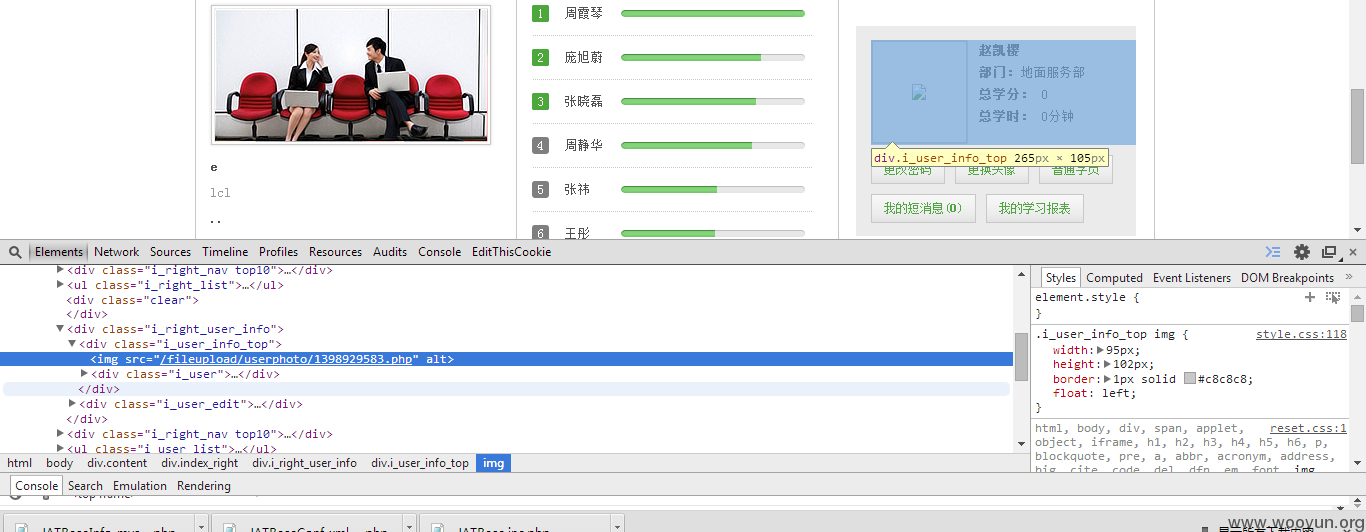 e
lcl
..
1 周霞琴
2 庞旭蔚
3 张晓磊
4 周静华
5 张祎
6 王彤
赵凯锼
部门：地面服务部
总学分： 0
总学时： 0分钟
div.i_user_info_top 265px × 105px
更改密码 更换头像 普通学员
我的短消息(0) 我的学习报表
Elements Network Sources Timeline Profiles Resources Audits Console EditThisCookie
<div class="i_right_nav top10">…</div>
<ul class="i_right_list">…</ul>
<div class="clear">
</div>
<div class="i_right_user_info">
<div class="i_user_info_top">
<img src="/fileupload/userphoto/1398929583.php" alt>
<div class="i_user">…</div>
</div>
<div class="i_user_edit">…</div>
</div>
<div class="i_right_nav top10">…</div>
<ul class="i_user_list">…</ul>
html body div.content div.index_right div.i_right_user_info div.i_user_info_top img
Styles Computed Event Listeners DOM Breakpoints »
element.style {
}
.i_user_info_top img { style.css:118
width: 95px;
height: 102px;
border: 1px solid #c8c8c8;
float: left;
}
html, body, div, span, applet, reset.css:1
object, iframe, h1, h2, h3, h4, h5, h6, p,
blockquote, pre, a, abbr, acronym, address,
big, cite, code, del, dfn, em, font, img,
Console Search Emulation Rendering
www.wooyun.org